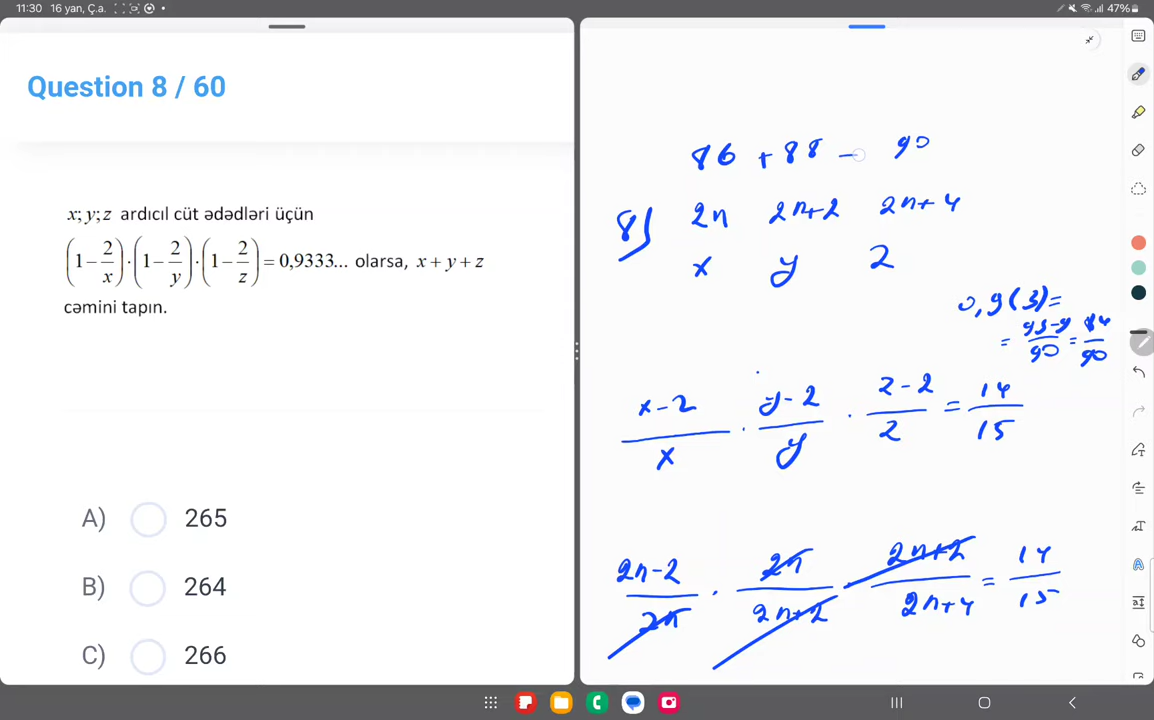 11:30 16 yan, Ç.a. 47%
Question 8 / 60
x; y; z ardıcıl cüt ədədləri üçün
(1 − 2/x) · (1 − 2/y) · (1 − 2/z) = 0,9333... olarsa, x + y + z
cəmini tapın.
A) 265
B) 264
C) 266
86 + 88 − 90
8) 2n 2n+2 2n+4
x y z
0,9(3) =
= 93-9/90 = 84/90
x-2/x · y-2/y · z-2/z = 14/15
2n-2/2n · 2n/2n+2 · 2n+2/2n+4 = 14/15